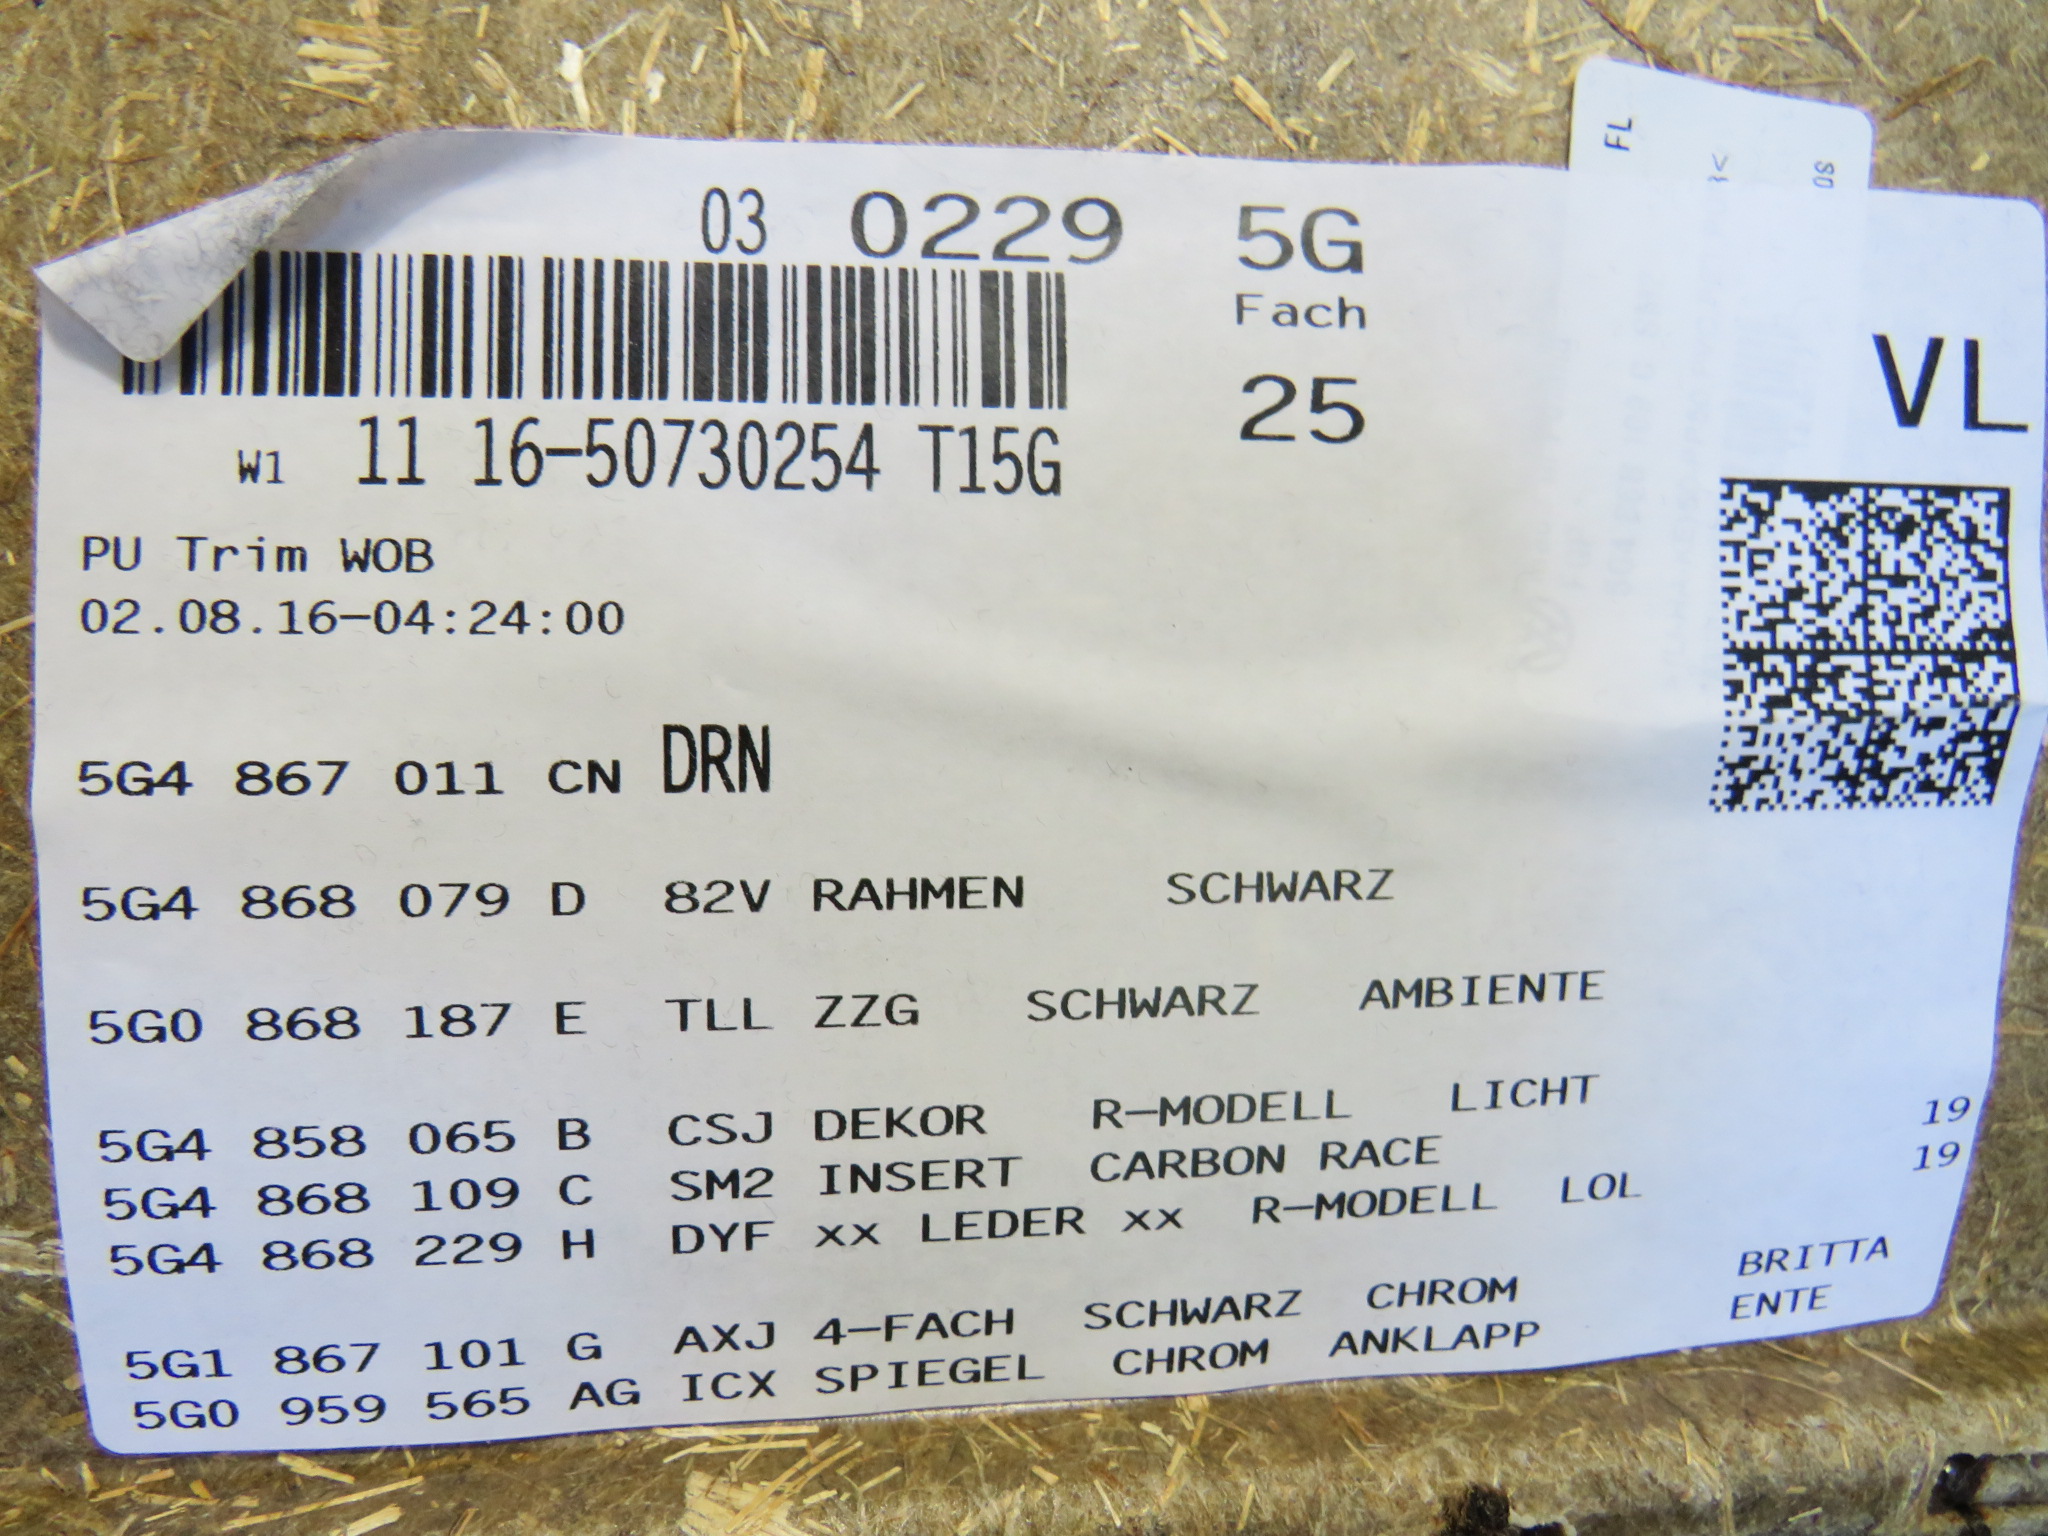 FL
03 0229 5G
Fach
25
VL
W1 11 16-50730254 T15G
PU Trim WOB
02.08.16-04:24:00
5G4 867 011 CN DRN
5G4 868 079 D 82V RAHMEN SCHWARZ
5G0 868 187 E TLL ZZG SCHWARZ AMBIENTE
5G4 858 065 B CSJ DEKOR R-MODELL LICHT 19
5G4 868 109 C SM2 INSERT CARBON RACE 19
5G4 868 229 H DYF xx LEDER xx R-MODELL LOL
5G1 867 101 G AXJ 4-FACH SCHWARZ CHROM BRITTA
5G0 959 565 AG ICX SPIEGEL CHROM ANKLAPP ENTE